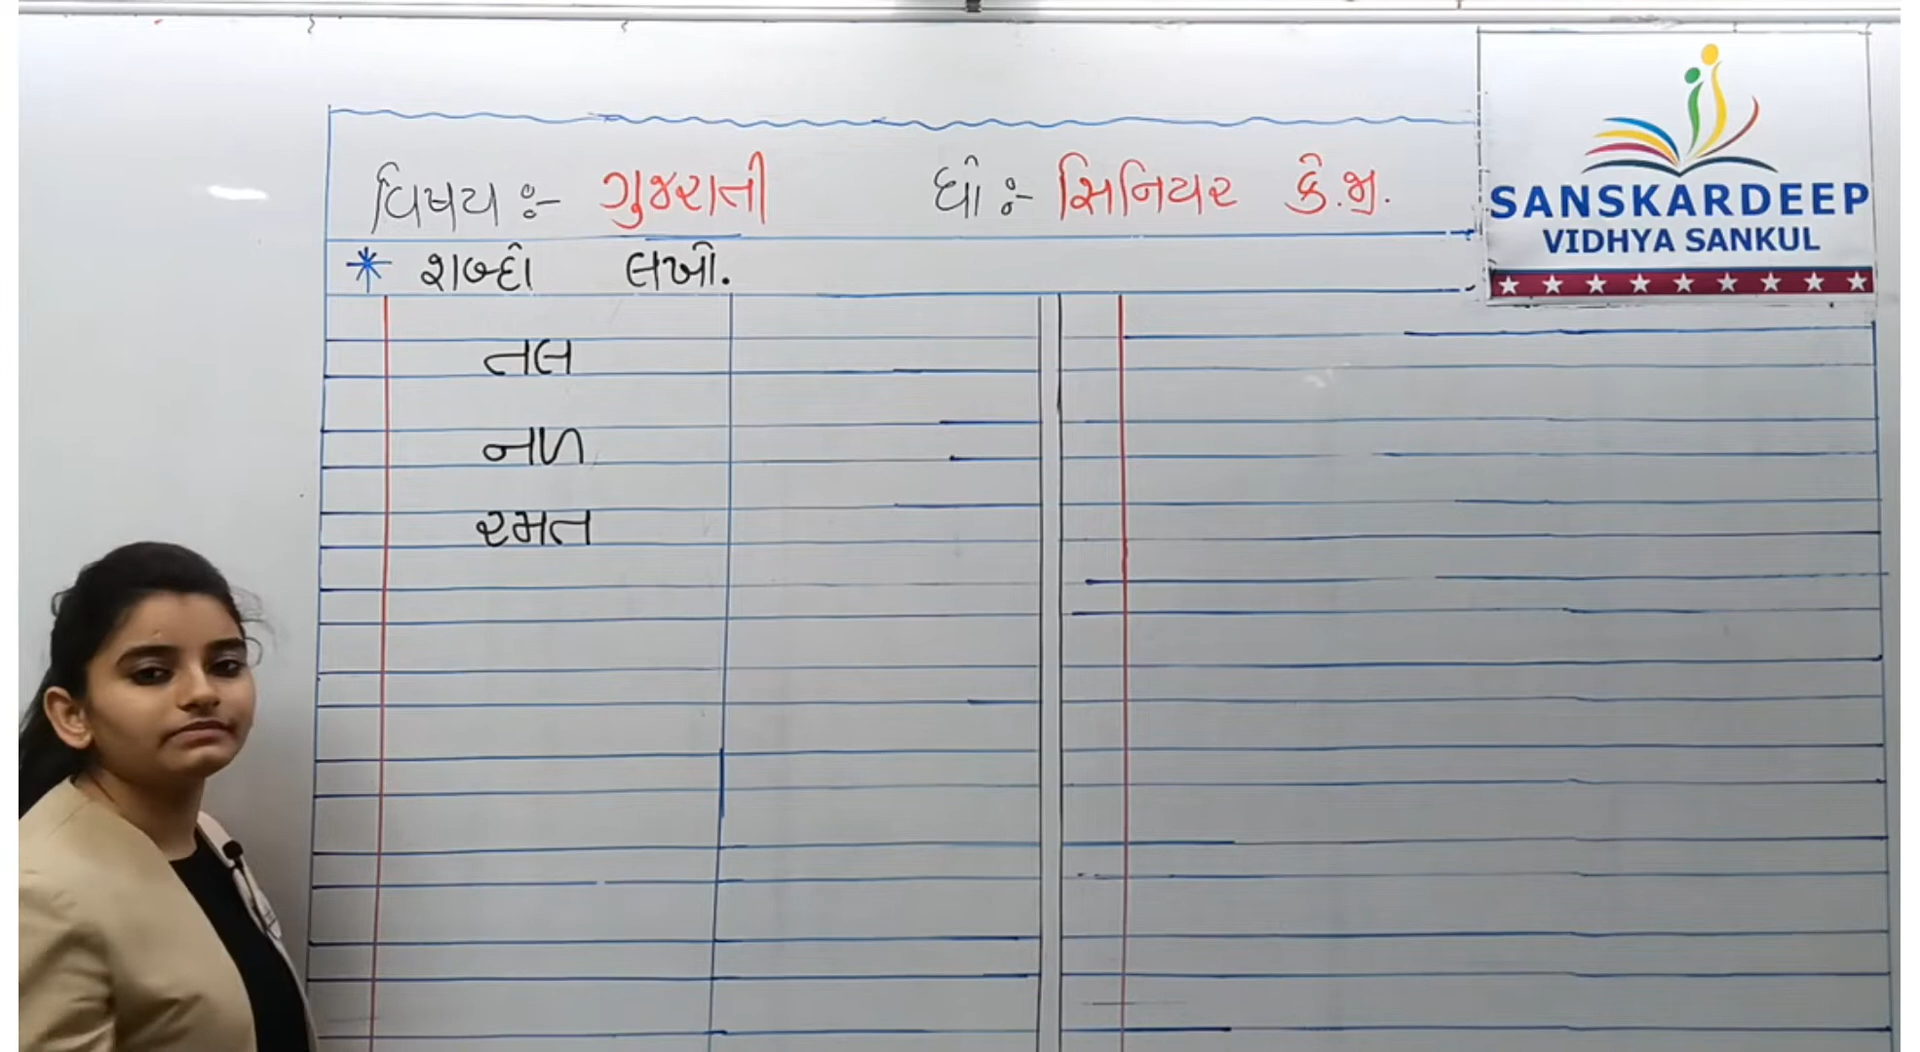 વિષય :- ગુજરાતી ધો :- સિનિયર કે.જી.
SANSKARDEEP
VIDHYA SANKUL
* શબ્દો લખો.
તલ
નળ
રમત